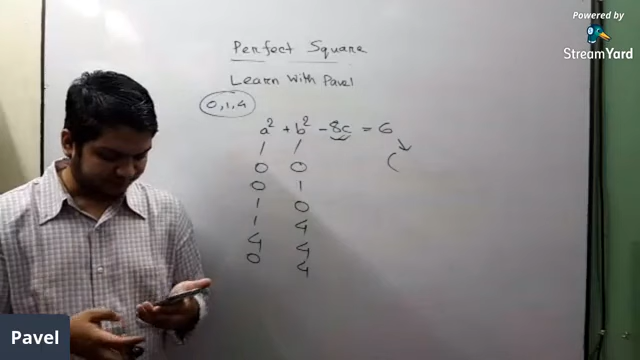 Powered by
StreamYard
Perfect Square
Learn With Pavel
0,1,4
a² + b² - 8c = 6
0 0
0 1
1 0
1 4
4 4
0 4
Pavel